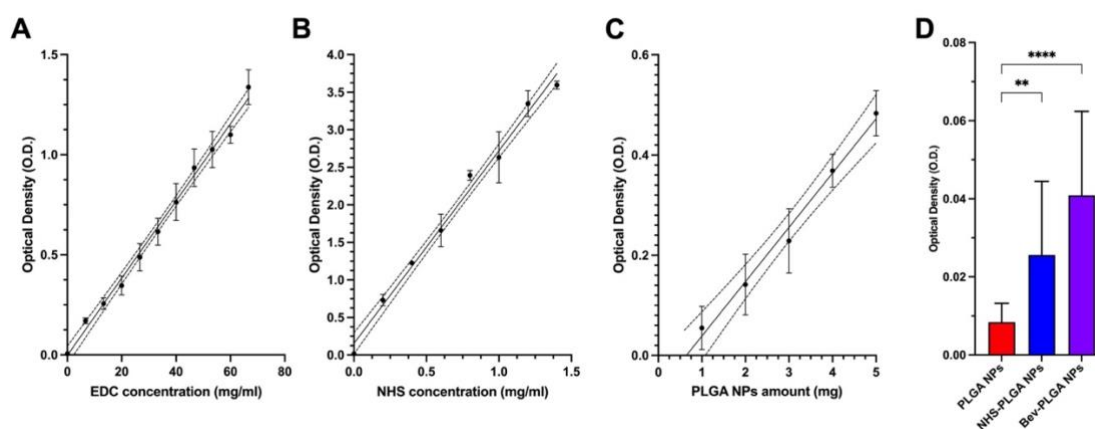 A
B
C
D
1.5
1.0
0.5
0.0
Optical Density (O.D.)
0
20
40
60
80
EDC concentration (mg/ml)
4.0
3.5
3.0
2.5
2.0
1.5
1.0
0.5
0.0
Optical Density (O.D.)
0.0
0.5
1.0
1.5
NHS concentration (mg/ml)
0.6
0.4
0.2
0.0
Optical Density (O.D.)
0
1
2
3
4
5
PLGA NPs amount (mg)
0.08
0.06
0.04
0.02
0.00
Optical Density (O.D.)
****
**
PLGA NPs
NHS-PLGA NPs
Bev-PLGA NPs